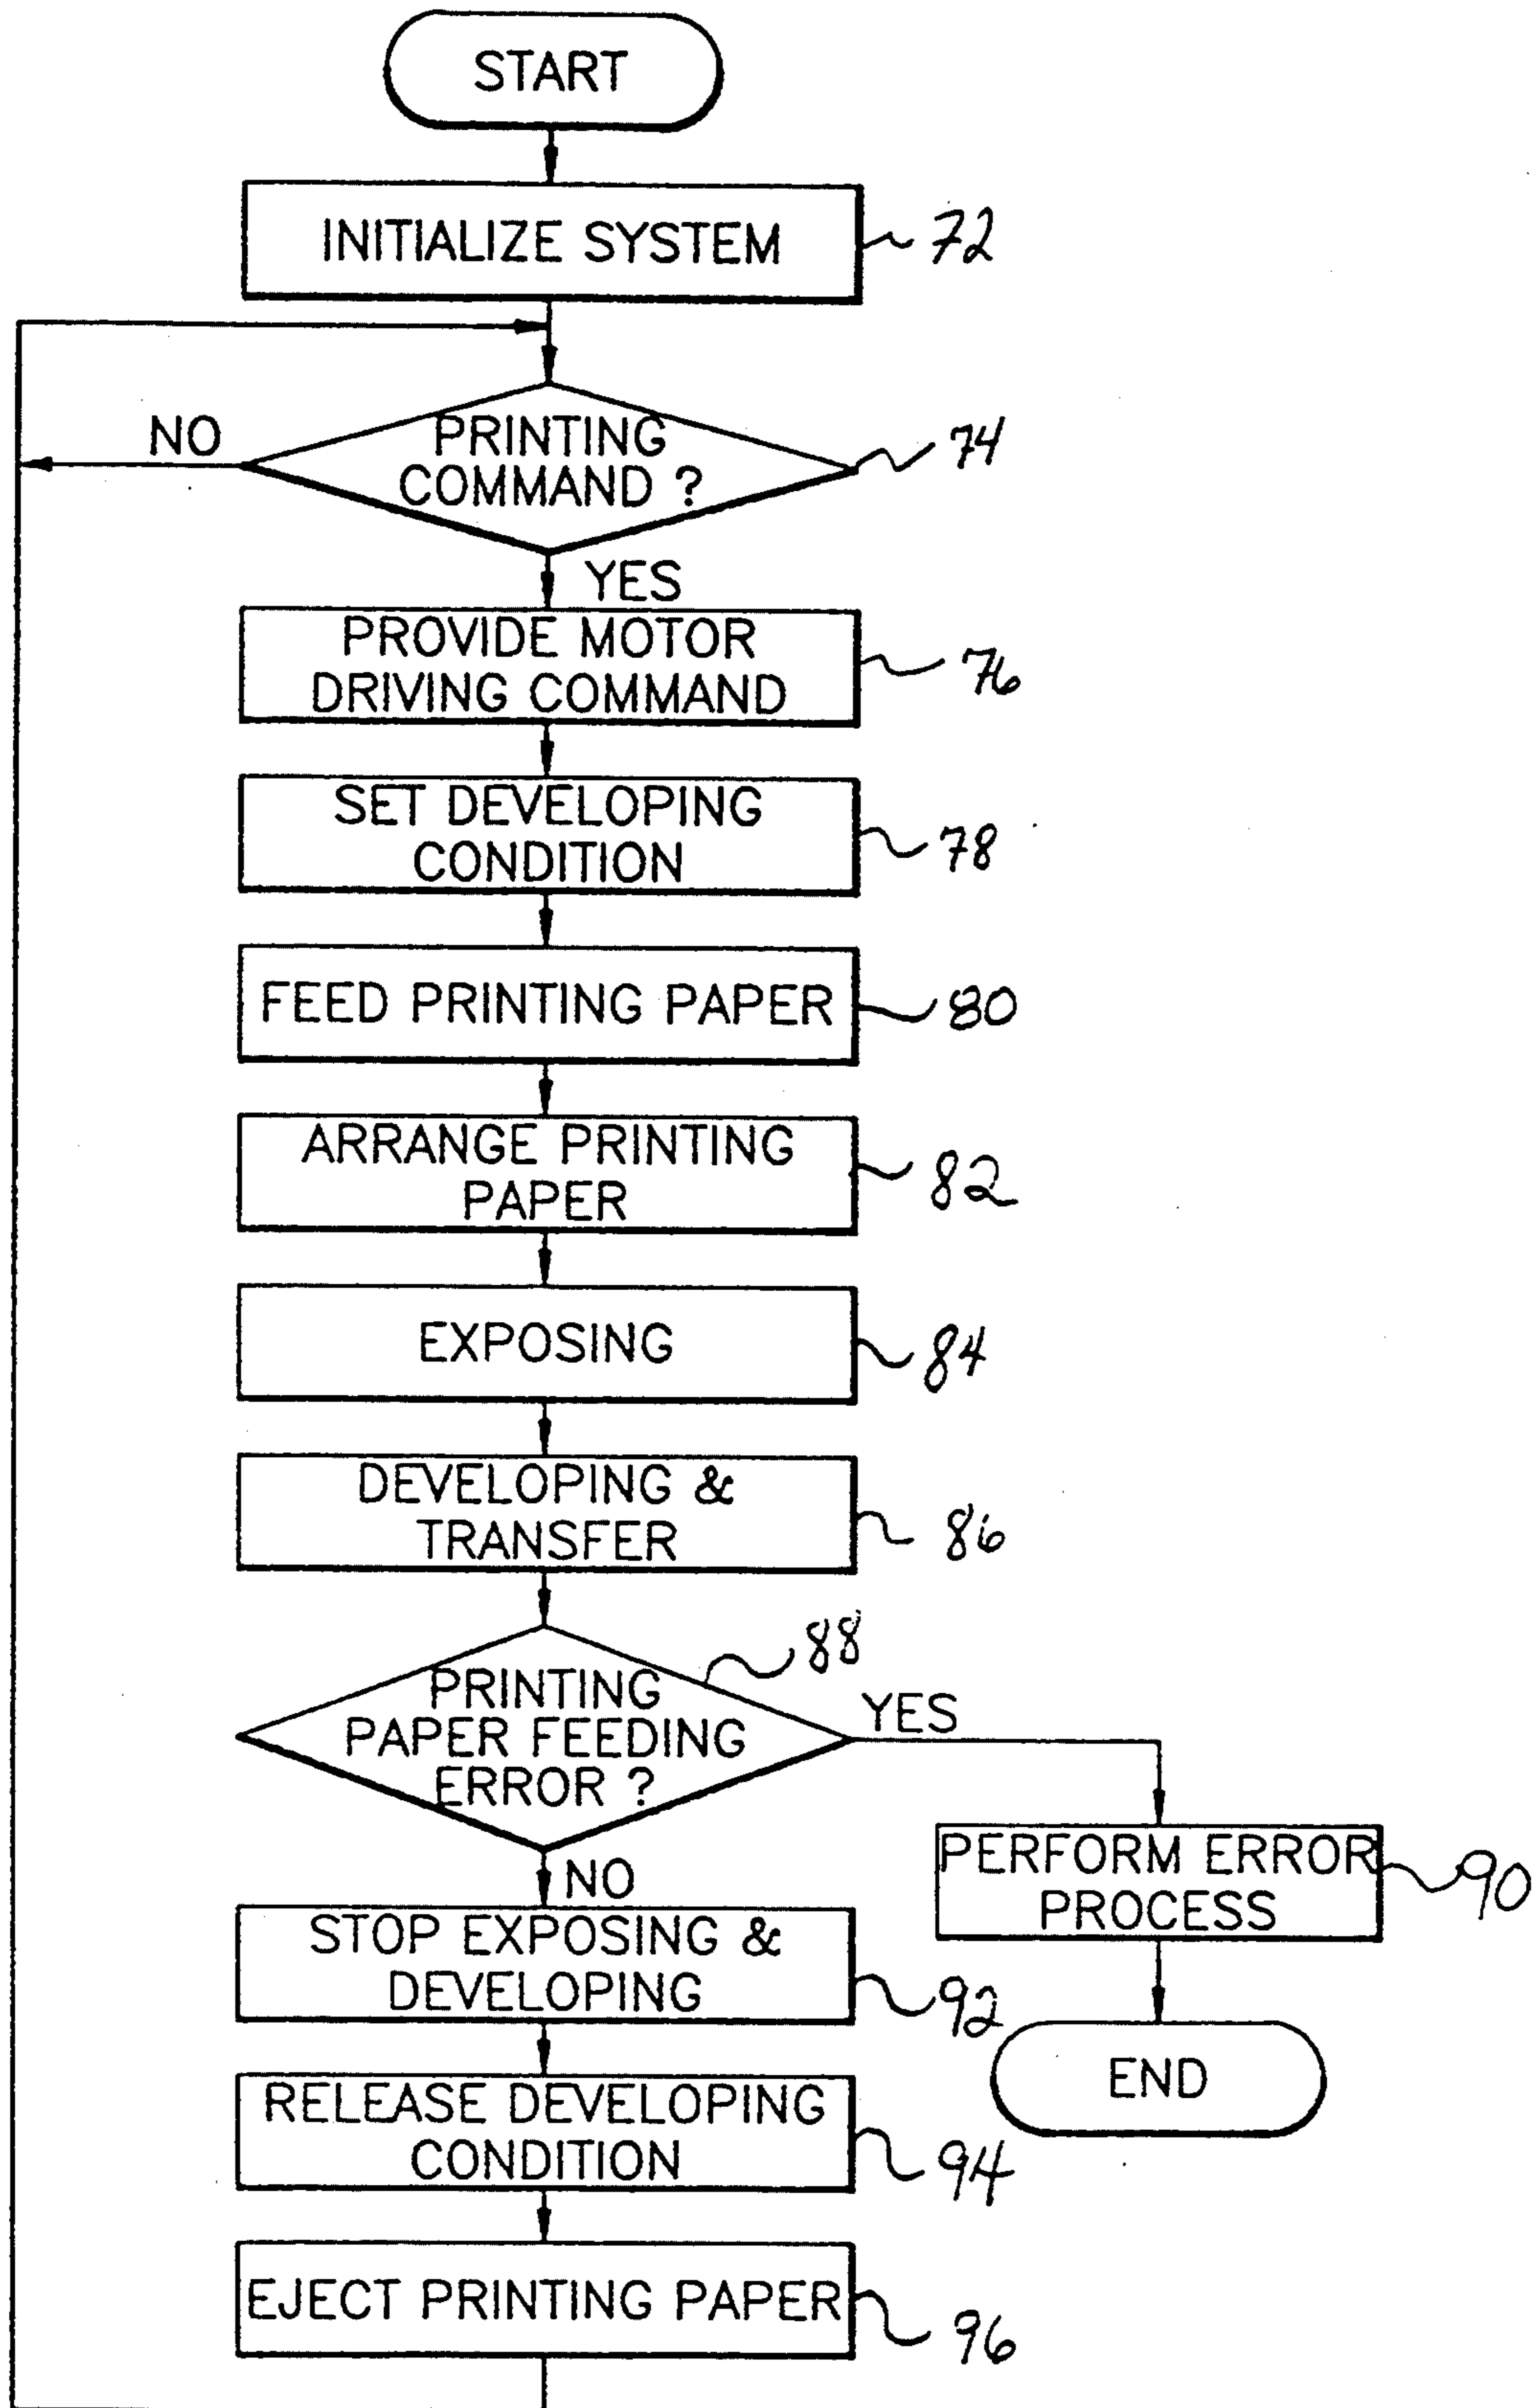 START
INITIALIZE SYSTEM
72
NO
PRINTING
COMMAND ?
74
YES
PROVIDE MOTOR
DRIVING COMMAND
76
SET DEVELOPING
CONDITION
78
FEED PRINTING PAPER
80
ARRANGE PRINTING
PAPER
82
EXPOSING
84
DEVELOPING &
TRANSFER
86
88
PRINTING
PAPER FEEDING
ERROR ?
YES
NO
PERFORM ERROR
PROCESS
90
STOP EXPOSING &
DEVELOPING
92
END
RELEASE DEVELOPING
CONDITION
94
EJECT PRINTING PAPER
96